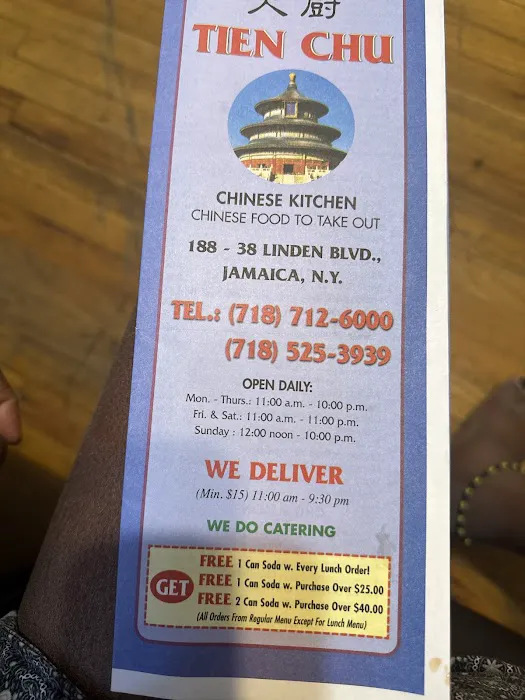 天廚
TIEN CHU
CHINESE KITCHEN
CHINESE FOOD TO TAKE OUT
188 - 38 LINDEN BLVD.,
JAMAICA, N.Y.
TEL.: (718) 712-6000
(718) 525-3939
OPEN DAILY:
Mon. - Thurs.: 11:00 a.m. - 10:00 p.m.
Fri. & Sat.: 11:00 a.m. - 11:00 p.m.
Sunday : 12:00 noon - 10:00 p.m.
WE DELIVER
(Min. $15) 11:00 am - 9:30 pm
WE DO CATERING
GET
FREE 1 Can Soda w. Every Lunch Order!
FREE 1 Can Soda w. Purchase Over $25.00
FREE 2 Can Soda w. Purchase Over $40.00
(All Orders From Regular Menu Except For Lunch Menu)